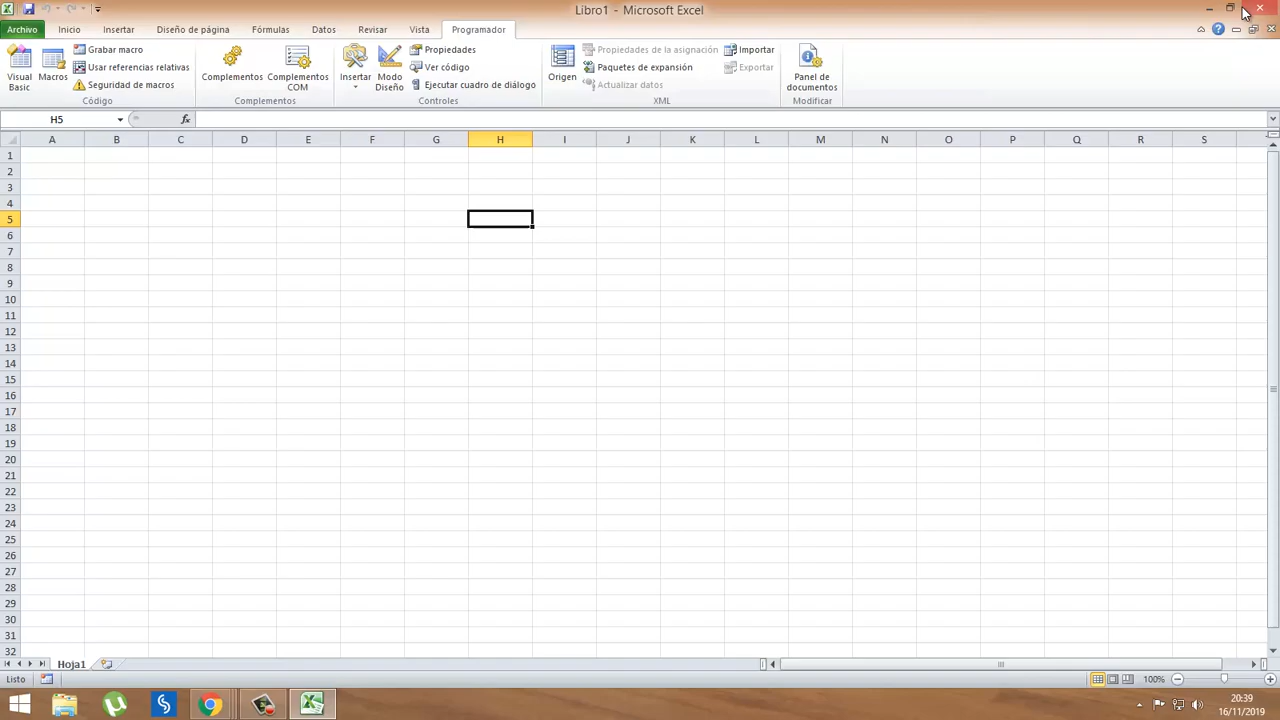 Libro1 - Microsoft Excel
Archivo Inicio Insertar Diseño de página Fórmulas Datos Revisar Vista Programador
Visual Basic
Macros
Grabar macro
Usar referencias relativas
Seguridad de macros
Código
Complementos
Complementos COM
Complementos
Insertar
Modo Diseño
Propiedades
Ver código
Ejecutar cuadro de diálogo
Controles
Origen
Propiedades de la asignación
Paquetes de expansión
Actualizar datos
Importar
Exportar
XML
Panel de documentos
Modificar
H5 fx
A B C D E F G H I J K L M N O P Q R S
1
2
3
4
5
6
7
8
9
10
11
12
13
14
15
16
17
18
19
20
21
22
23
24
25
26
27
28
29
30
31
32
Hoja1
Listo 100%
20:39
16/11/2019